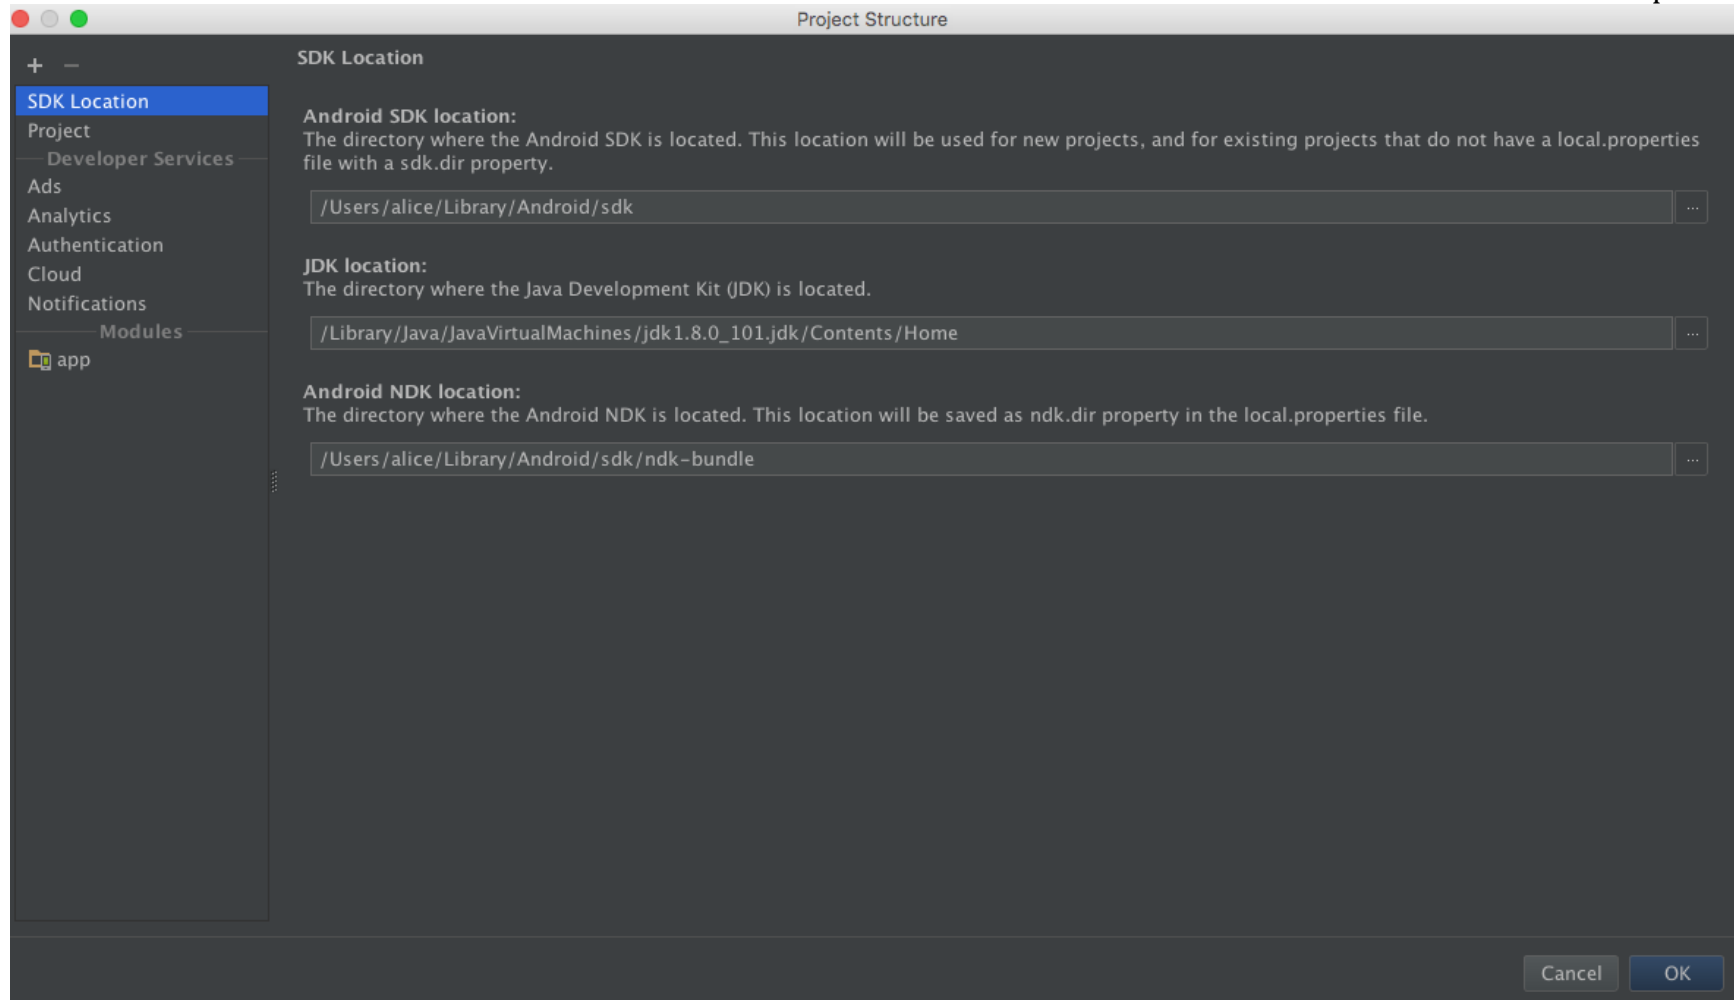 Project Structure
+ −
SDK Location
Project
Developer Services
Ads
Analytics
Authentication
Cloud
Notifications
Modules
app
SDK Location
Android SDK location:
The directory where the Android SDK is located. This location will be used for new projects, and for existing projects that do not have a local.properties
file with a sdk.dir property.
/Users/alice/Library/Android/sdk
...
JDK location:
The directory where the Java Development Kit (JDK) is located.
/Library/Java/JavaVirtualMachines/jdk1.8.0_101.jdk/Contents/Home
...
Android NDK location:
The directory where the Android NDK is located. This location will be saved as ndk.dir property in the local.properties file.
/Users/alice/Library/Android/sdk/ndk-bundle
...
Cancel
OK